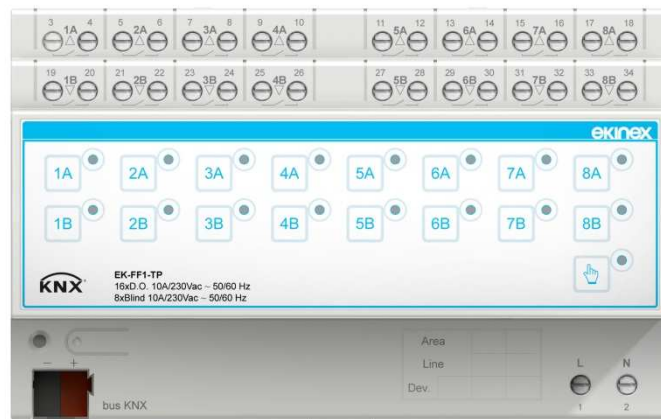 3 4 5 6 7 8 9 10 11 12 13 14 15 16 17 18
1A 2A 3A 4A 5A 6A 7A 8A
19 20 21 22 23 24 25 26 27 28 29 30 31 32 33 34
1B 2B 3B 4B 5B 6B 7B 8B
ekinex
1A 2A 3A 4A 5A 6A 7A 8A
1B 2B 3B 4B 5B 6B 7B 8B
KNX
EK-FF1-TP
16xD.O. 10A/230Vac ~ 50/60 Hz
8xBlind 10A/230Vac ~ 50/60 Hz
Area
Line
Dev.
L N
1 2
− +
bus KNX